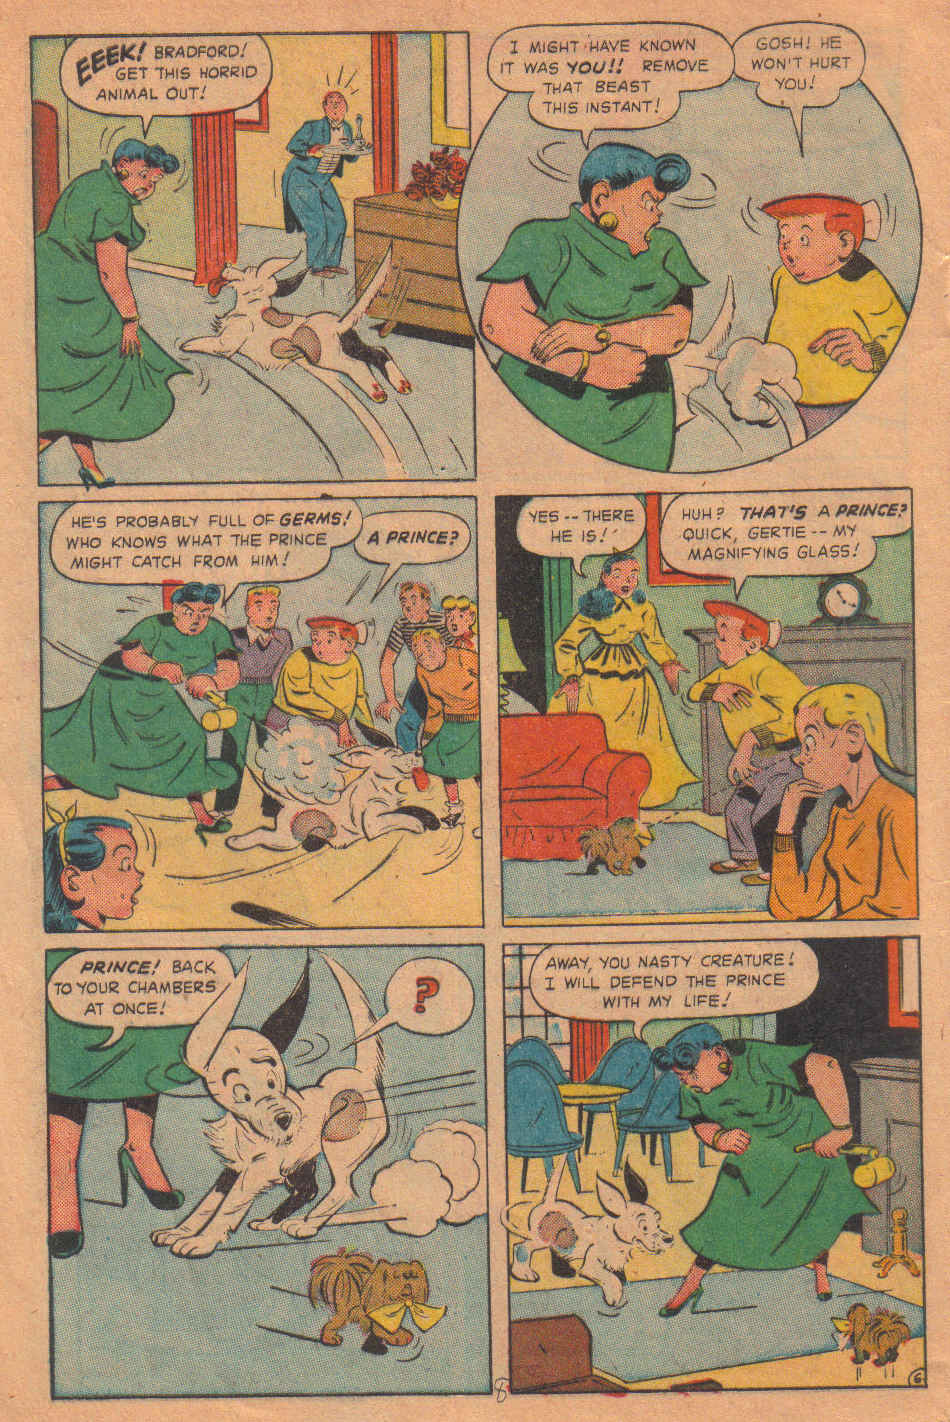 EEEK! BRADFORD!
GET THIS HORRID
ANIMAL OUT!
I MIGHT HAVE KNOWN
IT WAS YOU!! REMOVE
THAT BEAST
THIS INSTANT!
GOSH! HE
WON'T HURT
YOU!
HE'S PROBABLY FULL OF GERMS!
WHO KNOWS WHAT THE PRINCE
MIGHT CATCH FROM HIM!
A PRINCE?
YES -- THERE
HE IS!
HUH? THAT'S A PRINCE?
QUICK, GERTIE -- MY
MAGNIFYING GLASS!
PRINCE! BACK
TO YOUR CHAMBERS
AT ONCE!
?
AWAY, YOU NASTY CREATURE!
I WILL DEFEND THE PRINCE
WITH MY LIFE!
8
6